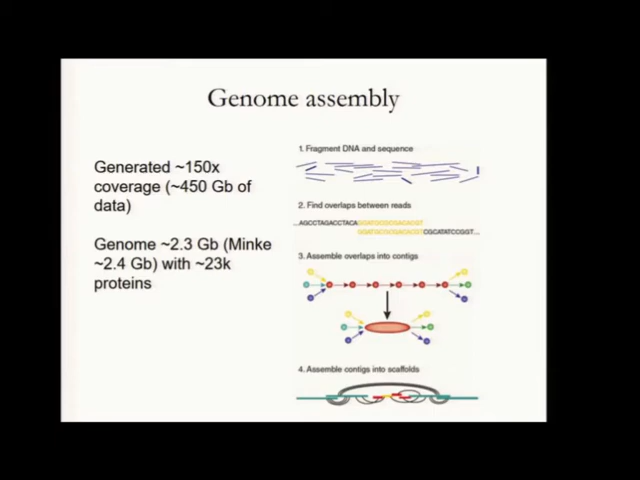 Genome assembly
Generated ~150x
coverage (~450 Gb of
data)
Genome ~2.3 Gb (Minke
~2.4 Gb) with ~23k
proteins
1. Fragment DNA and sequence
2. Find overlaps between reads
...AGCCTAGACCTACAGGATGCGCGACACGT
GGATGCGCGACACGTCGCATATCCGGT...
3. Assemble overlaps into contigs
4. Assemble contigs into scaffolds